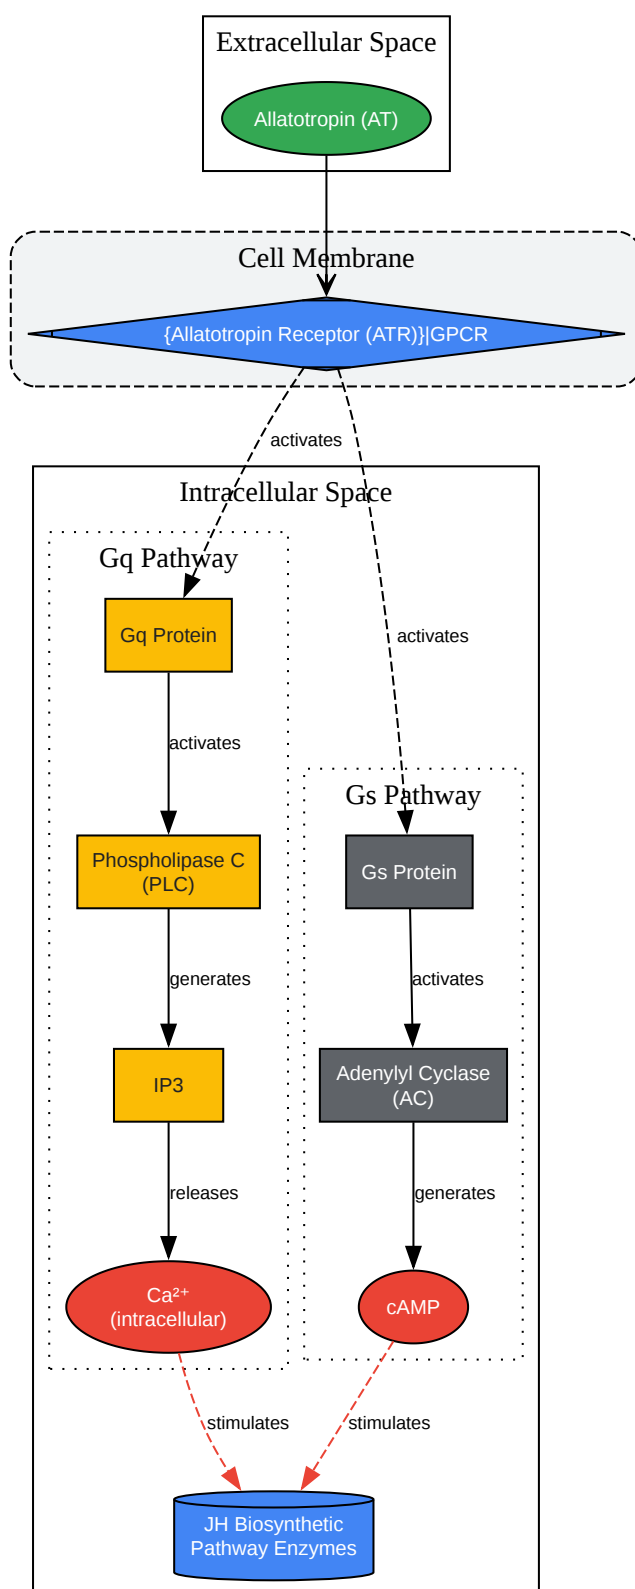 Extracellular Space
Allatotropin (AT)
Cell Membrane
{Allatotropin Receptor (ATR)}|GPCR
activates
Intracellular Space
Gq Pathway
Gq Protein
activates
activates
Gs Pathway
Phospholipase C
(PLC)
Gs Protein
generates
activates
IP3
Adenylyl Cyclase
(AC)
releases
generates
Ca²⁺
(intracellular)
cAMP
stimulates
stimulates
JH Biosynthetic
Pathway Enzymes